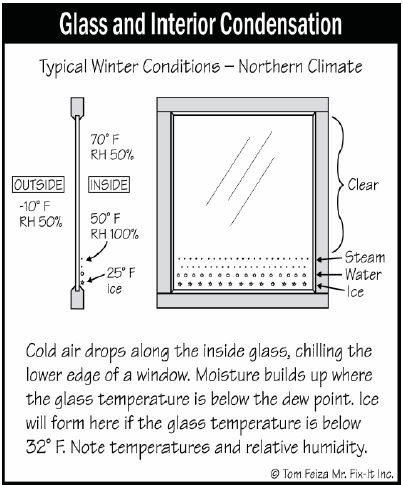 Glass and Interior Condensation
Typical Winter Conditions – Northern Climate
70° F
RH 50%
OUTSIDE
INSIDE
-10° F
RH 50%
50° F
RH 100%
25° F
ice
Clear
Steam
Water
Ice
Cold air drops along the inside glass, chilling the
lower edge of a window. Moisture builds up where
the glass temperature is below the dew point. Ice
will form here if the glass temperature is below
32° F. Note temperatures and relative humidity.
© Tom Feiza Mr. Fix-It Inc.